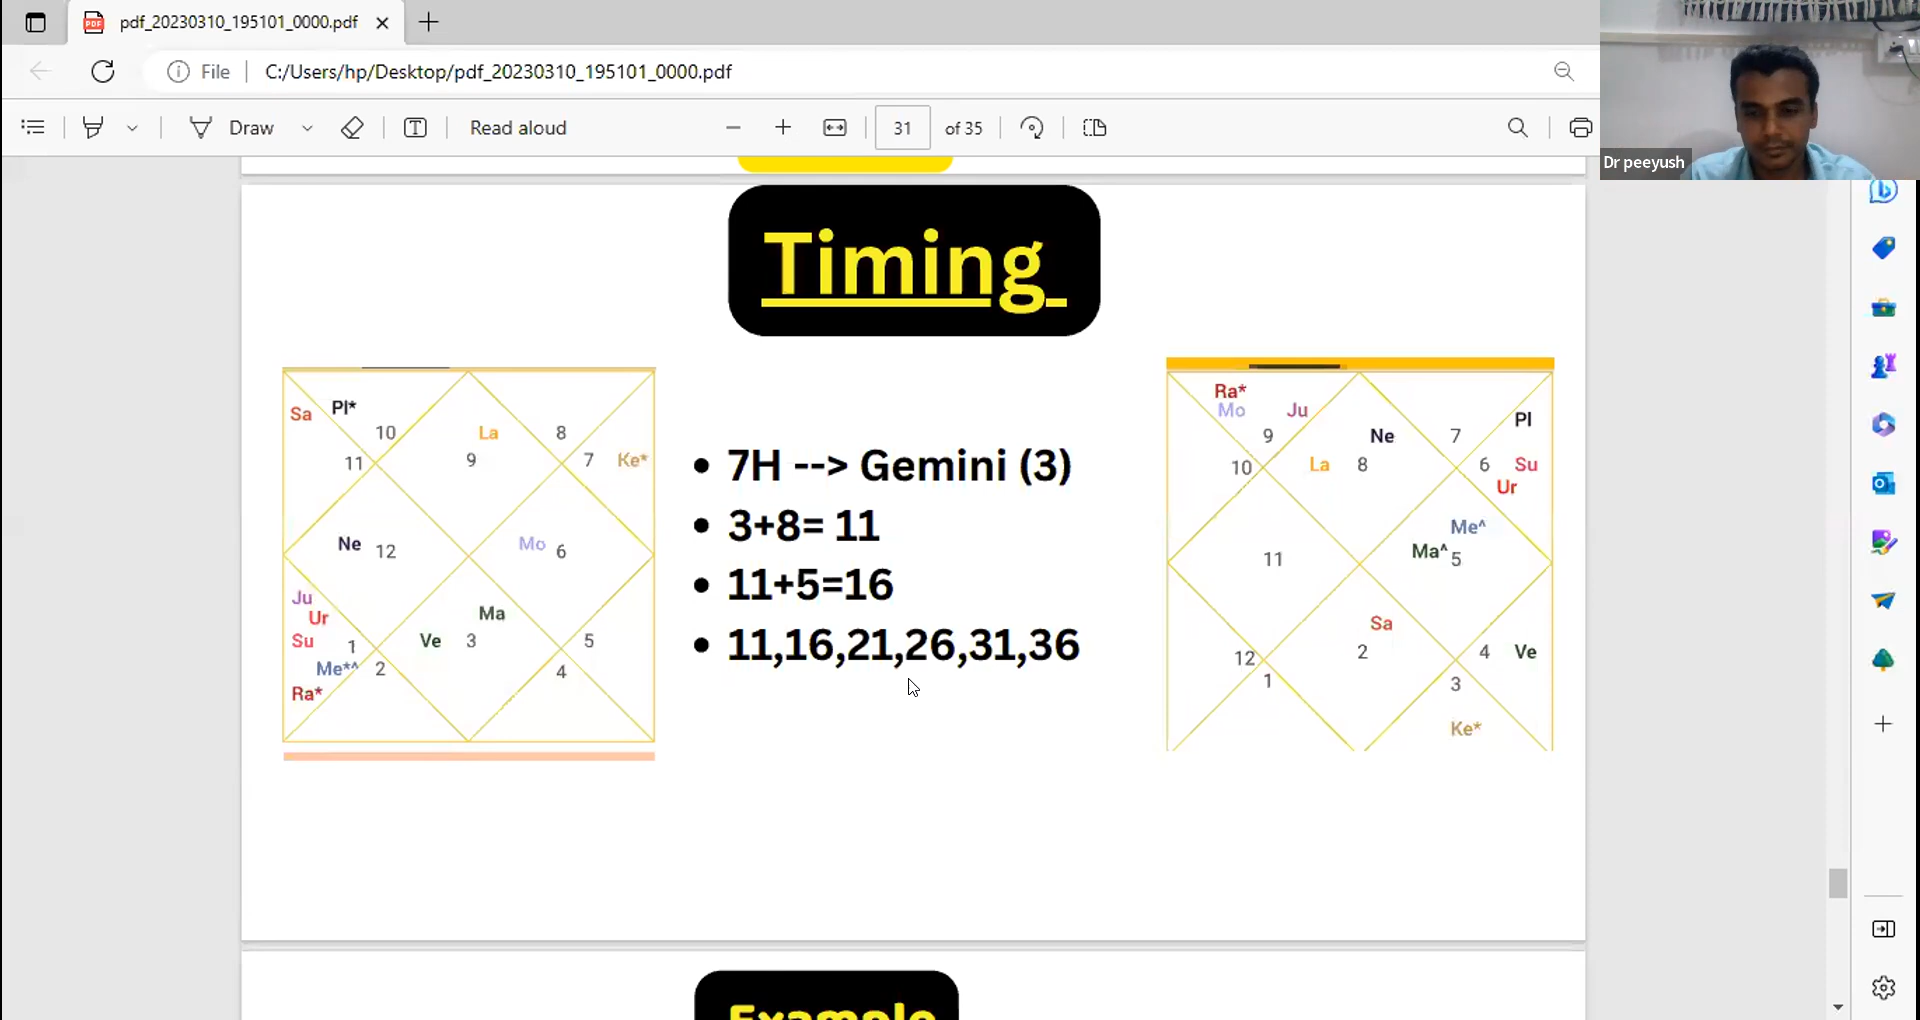 pdf_20230310_195101_0000.pdf
File
C:/Users/hp/Desktop/pdf_20230310_195101_0000.pdf
Draw
Read aloud
31
of 35
Dr peeyush
Timing
Sa
Pl*
10
La
8
11
9
7
Ke*
Ne
12
Mo
6
Ju
Ur
Su
1
Me*^
2
Ra*
Ma
Ve
3
5
4
• 7H --> Gemini (3)
• 3+8= 11
• 11+5=16
• 11,16,21,26,31,36
Ra*
Mo
Ju
9
Ne
7
Pl
10
La
8
6
Su
Ur
Me^
11
Ma^
5
Sa
12
2
4
Ve
1
3
Ke*
Example